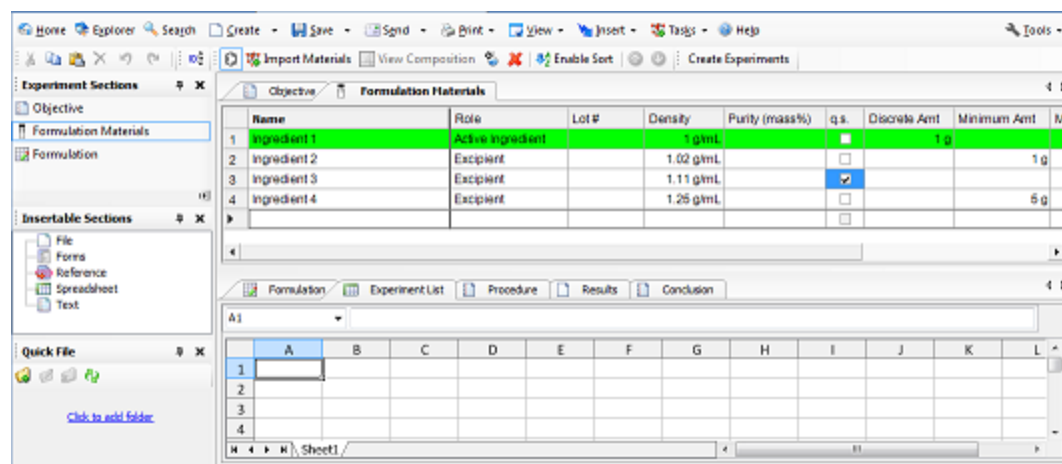 Home Explorer Search Create Save Send Print View Insert Tasks Help Tools
Import Materials View Composition Enable Sort Create Experiments
Experiment Sections
Objective
Formulation Materials
Formulation
Insertable Sections
File
Forms
Reference
Spreadsheet
Text
Quick File
Click to add folder
Objective Formulation Materials
Name Role Lot # Density Purity (mass%) q.s. Discrete Amt Minimum Amt M
1 Ingredient 1 Active Ingredient 1 g/mL 1 g
2 Ingredient 2 Excipient 1.02 g/mL 1 g
3 Ingredient 3 Excipient 1.11 g/mL
4 Ingredient 4 Excipient 1.25 g/mL 5 g
Formulation Experiment List Procedure Results Conclusion
A1
A B C D E F G H I J K L
1
2
3
4
Sheet1